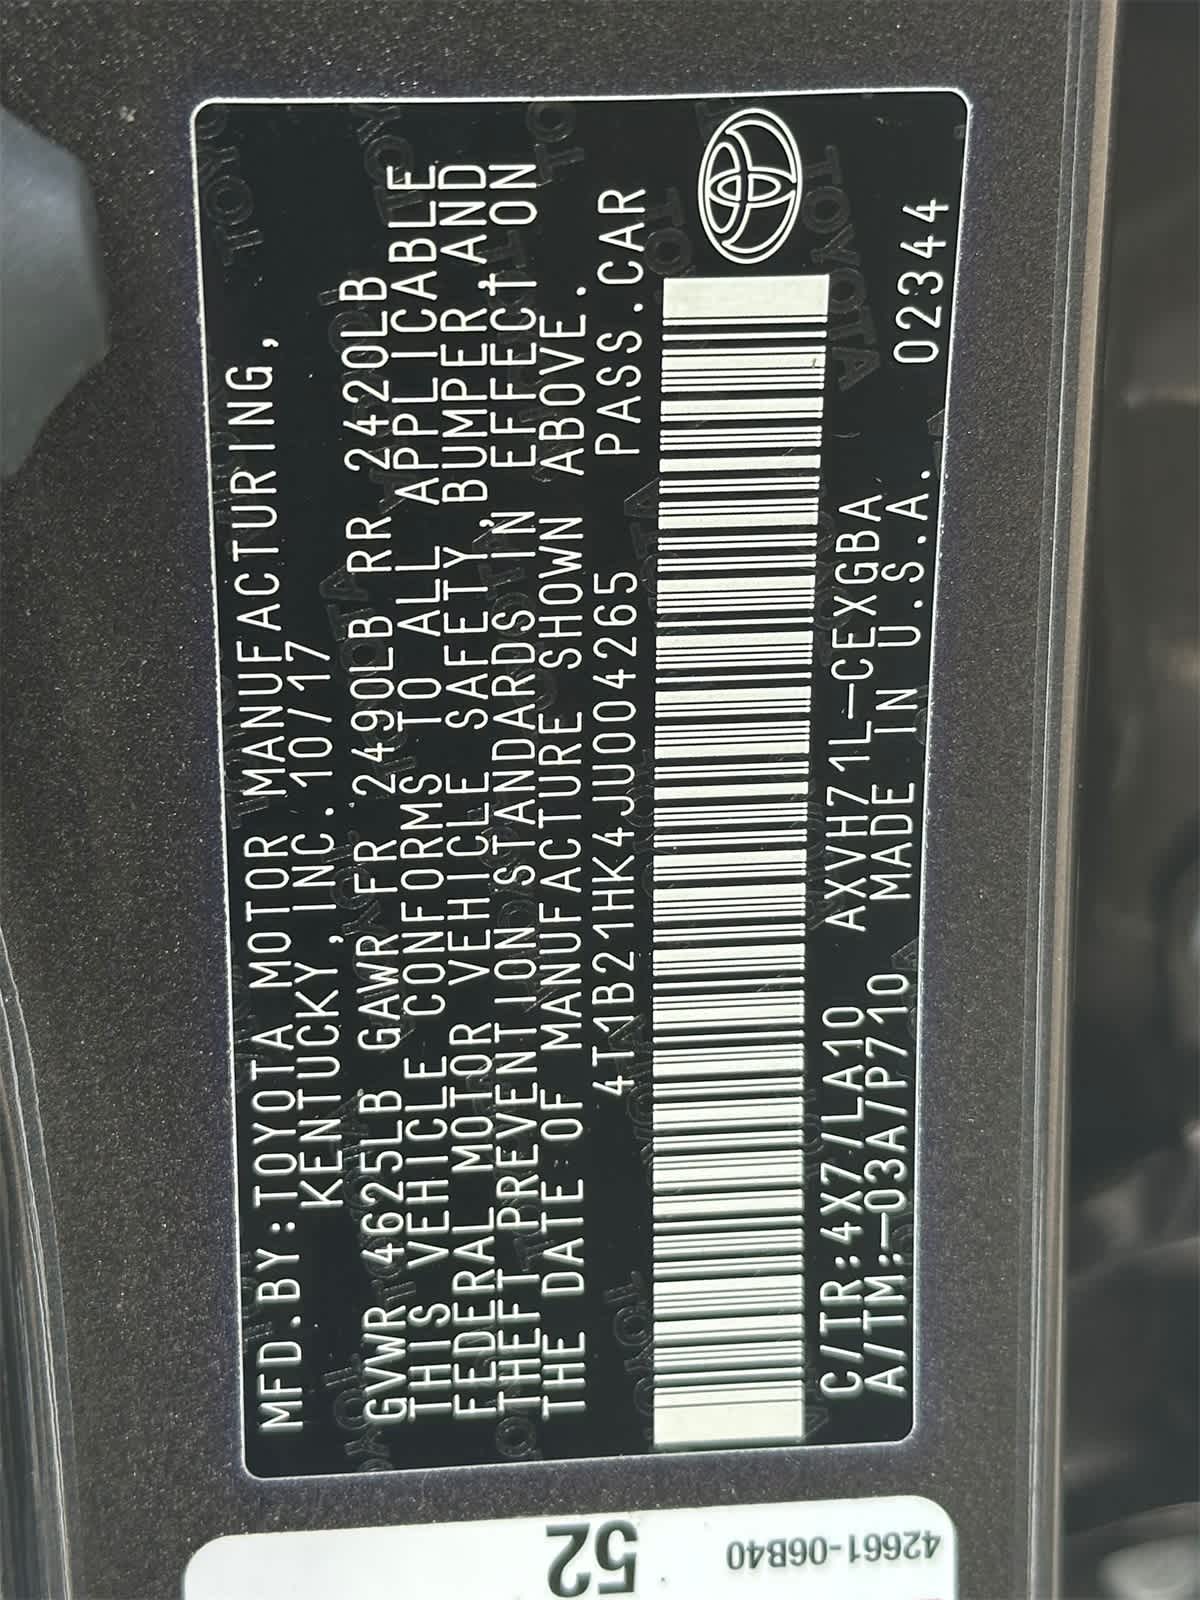 MFD.BY:TOYOTA MOTOR MANUFACTURING,
KENTUCKY, INC. 10/17
GVWR 4625LB GAWR FR 2490LB RR 2420LB
THIS VEHICLE CONFORMS TO ALL APPLICABLE
FEDERAL MOTOR VEHICLE SAFETY, BUMPER, AND
THEFT PREVENTION STANDARDS IN EFFECT ON
THE DATE OF MANUFACTURE SHOWN ABOVE.
4T1B21HK4JU004265 PASS.CAR
C/TR:4X7/LA10 AXVH71L-CEXGBA
A/TM:-03A/P710 MADE IN U.S.A. 02344
52
42661-06B40